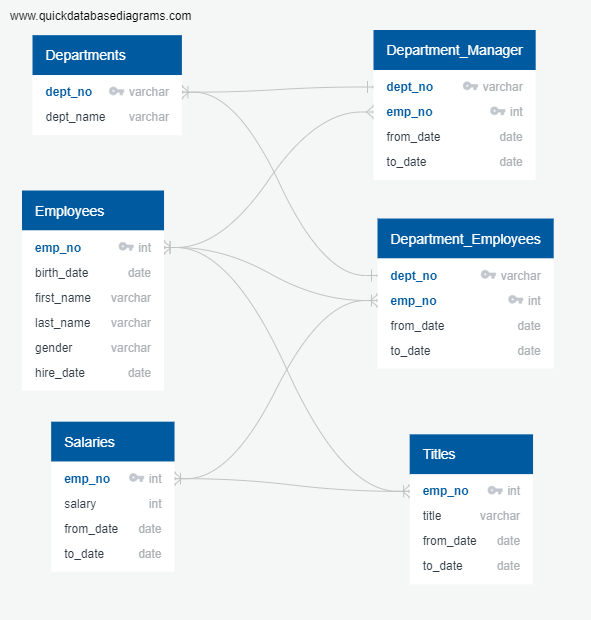 www.quickdatabasediagrams.com
Departments
dept_no varchar
dept_name varchar
Department_Manager
dept_no varchar
emp_no int
from_date date
to_date date
Employees
emp_no int
birth_date date
first_name varchar
last_name varchar
gender varchar
hire_date date
Department_Employees
dept_no varchar
emp_no int
from_date date
to_date date
Salaries
emp_no int
salary int
from_date date
to_date date
Titles
emp_no int
title varchar
from_date date
to_date date